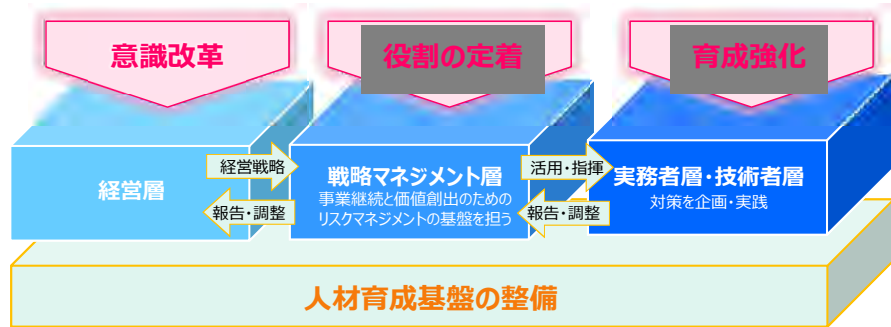 意識改革
役割の定着
育成強化
経営層
経営戦略
報告・調整
戦略マネジメント層
事業継続と価値創出のための
リスクマネジメントの基盤を担う
活用・指揮
報告・調整
実務者層・技術者層
対策を企画・実践
人材育成基盤の整備